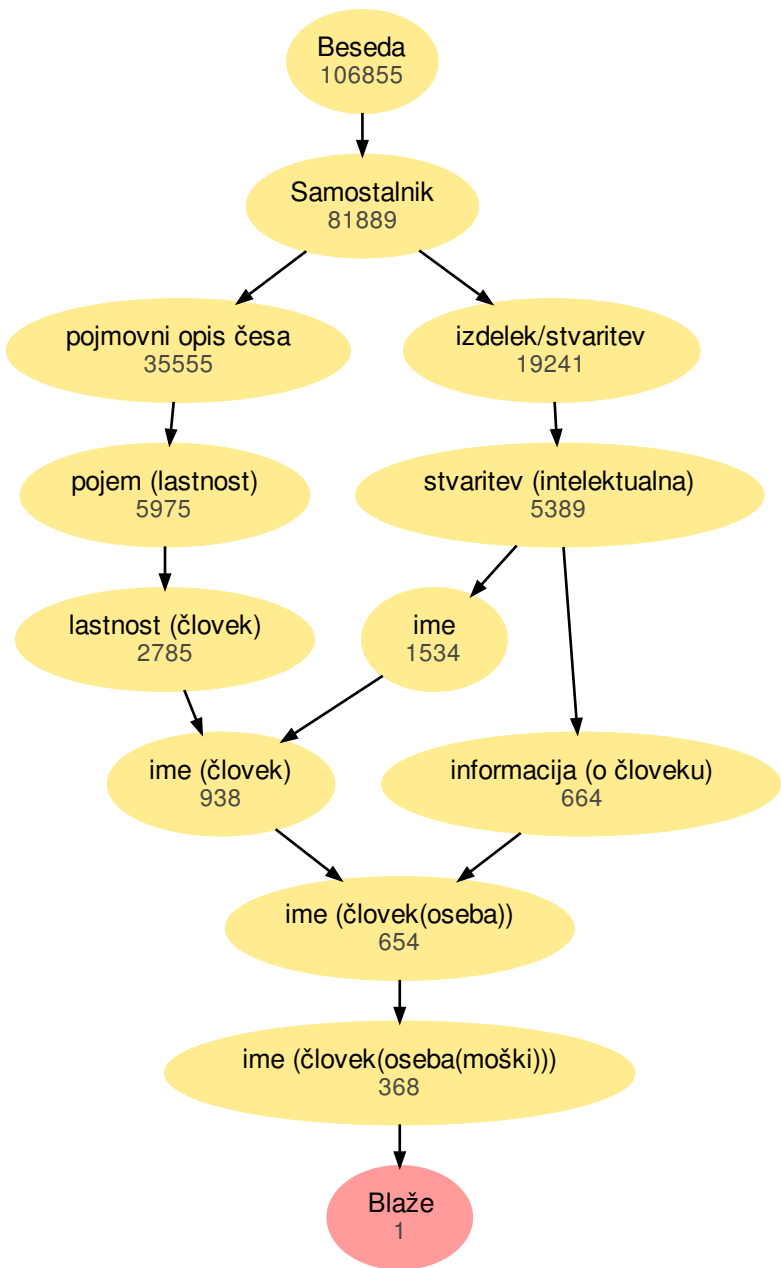 Beseda
106855
Samostalnik
81889
pojmovni opis česa
35555
izdelek/stvaritev
19241
pojem (lastnost)
5975
stvaritev (intelektualna)
5389
lastnost (človek)
2785
ime
1534
ime (človek)
938
informacija (o človeku)
664
ime (človek(oseba))
654
ime (človek(oseba(moški)))
368
Blaže
1